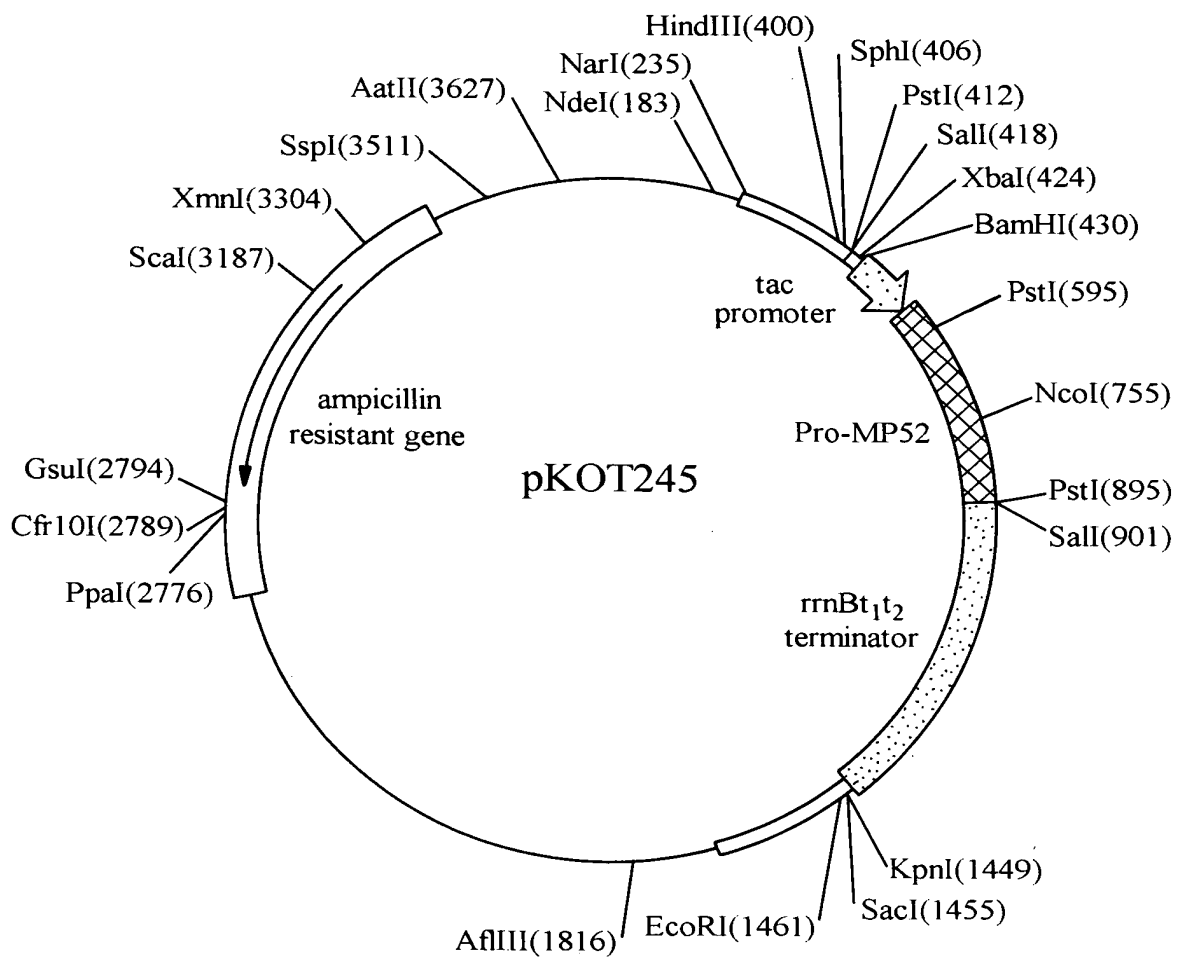 HindIII(400)
SphI(406)
NarI(235)
PstI(412)
AatII(3627)
NdeI(183)
SalI(418)
SspI(3511)
XbaI(424)
XmnI(3304)
BamHI(430)
ScaI(3187)
tac
promoter
PstI(595)
ampicillin
resistant gene
NcoI(755)
Pro-MP52
GsuI(2794)
pKOT245
PstI(895)
Cfr10I(2789)
SalI(901)
PpaI(2776)
rrnBt₁t₂
terminator
KpnI(1449)
SacI(1455)
EcoRI(1461)
AflIII(1816)